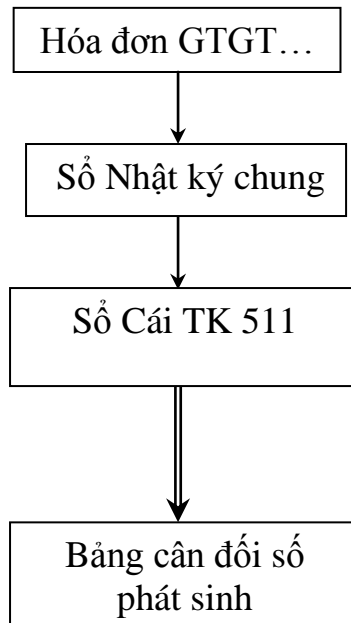 Hóa đơn GTGT…
Sổ Nhật ký chung
Sổ Cái TK 511
Bảng cân đối số
phát sinh